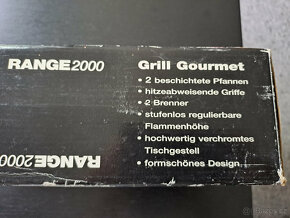 RANGE2000
Grill Gourmet
• 2 beschichtete Pfannen
• hitzeabweisende Griffe
• 2 Brenner
• stufenlos regulierbare
Flammenhöhe
• hochwertig verchromtes
Tischgestell
• formschönes Design
RANGE2000